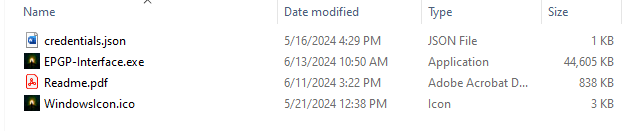 Name Date modified Type Size
credentials.json 5/16/2024 4:29 PM JSON File 1 KB
EPGP-Interface.exe 6/13/2024 10:50 AM Application 44,605 KB
Readme.pdf 6/11/2024 3:22 PM Adobe Acrobat D... 838 KB
WindowsIcon.ico 5/21/2024 12:38 PM Icon 3 KB